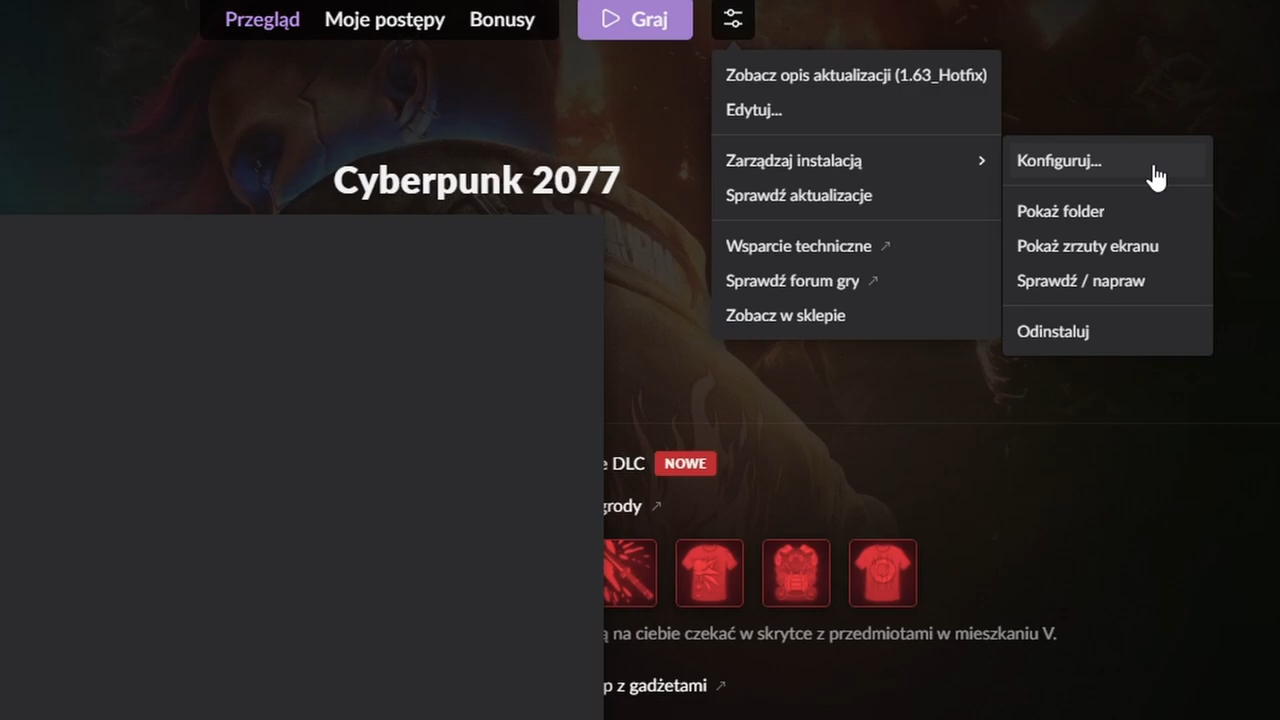 Przegląd Moje postępy Bonusy Graj
Zobacz opis aktualizacji (1.63_Hotfix)
Edytuj...
Cyberpunk 2077
Zarządzaj instalacją
Sprawdź aktualizacje
Wsparcie techniczne
Sprawdź forum gry
Zobacz w sklepie
Konfiguruj...
Pokaż folder
Pokaż zrzuty ekranu
Sprawdź / napraw
Odinstaluj
e DLC NOWE
grody
ą na ciebie czekać w skrytce z przedmiotami w mieszkaniu V.
p z gadżetami